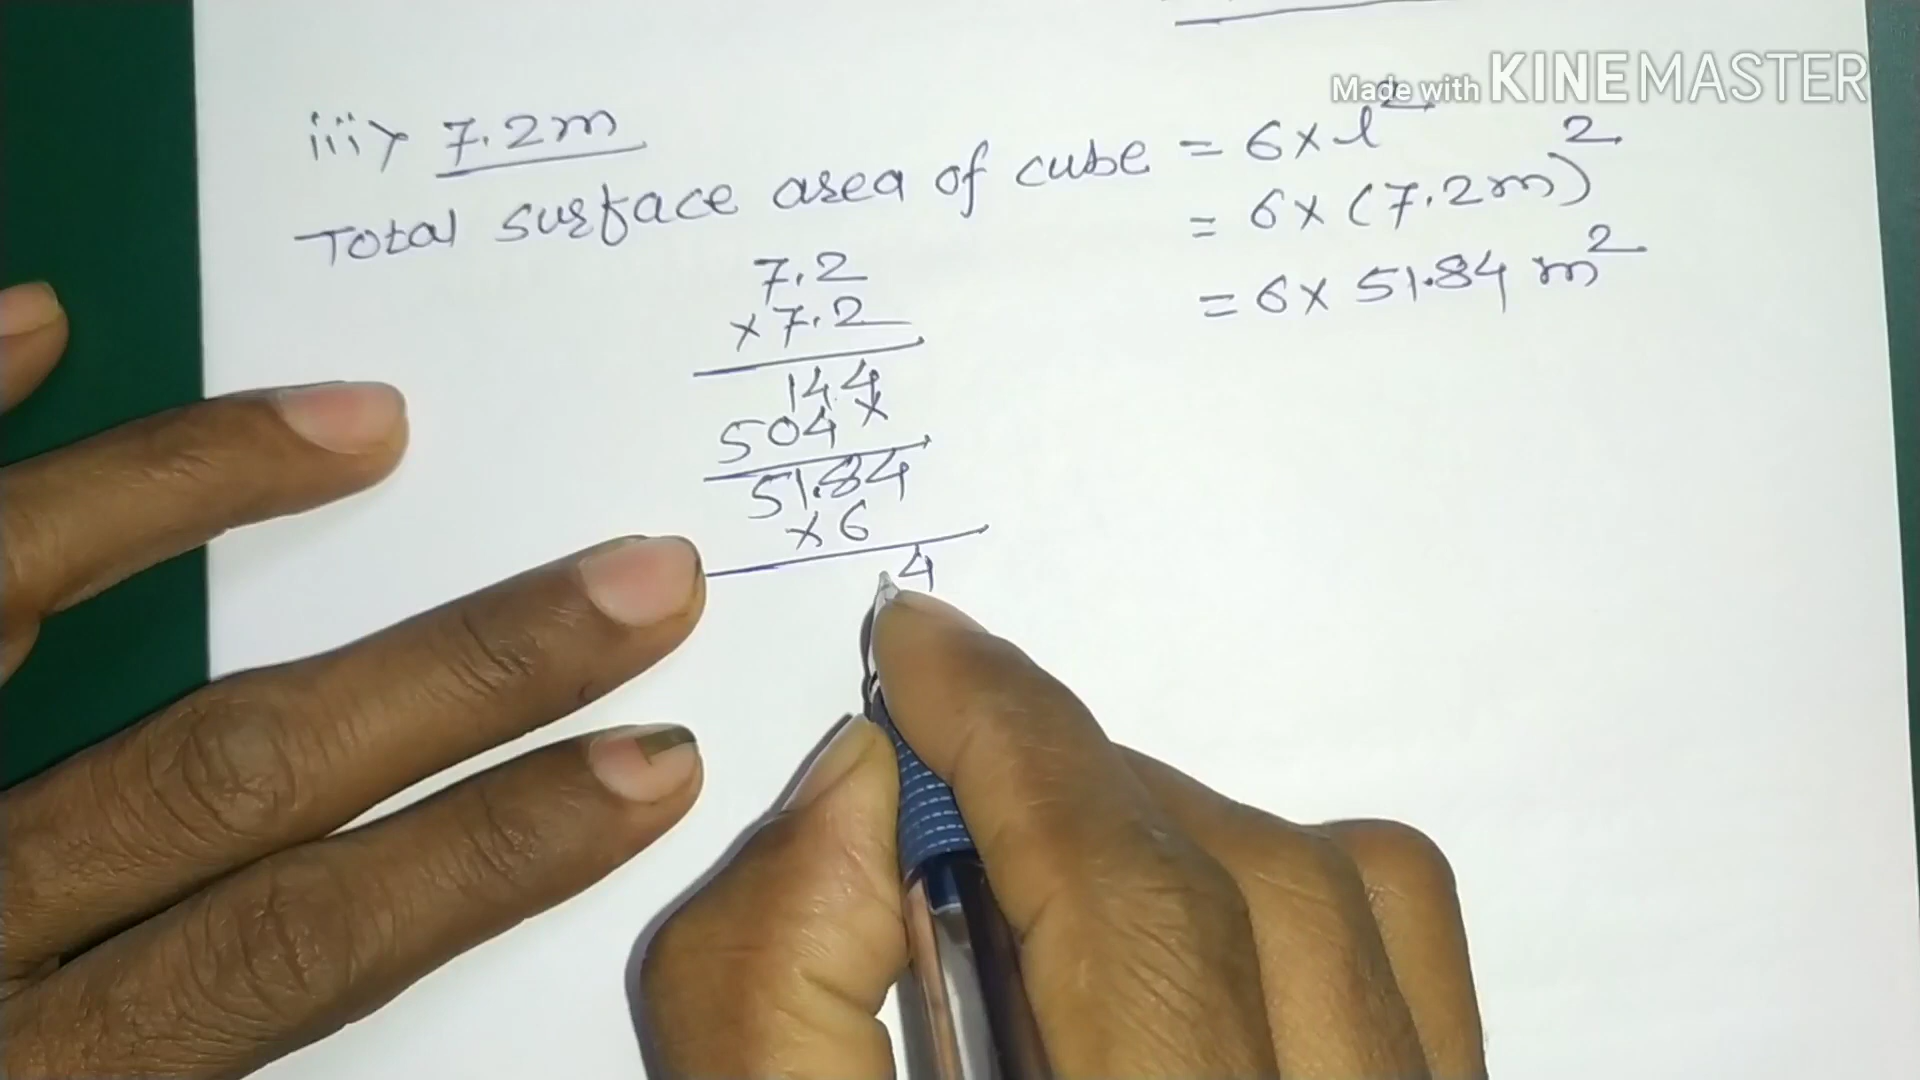 Made with KINEMASTER
iii> 7.2m
Total surface area of cube = 6 x l²
= 6 x (7.2m)²
= 6 x 51.84 m²
7.2
x 7.2
144
504 x
51.84
x 6
4